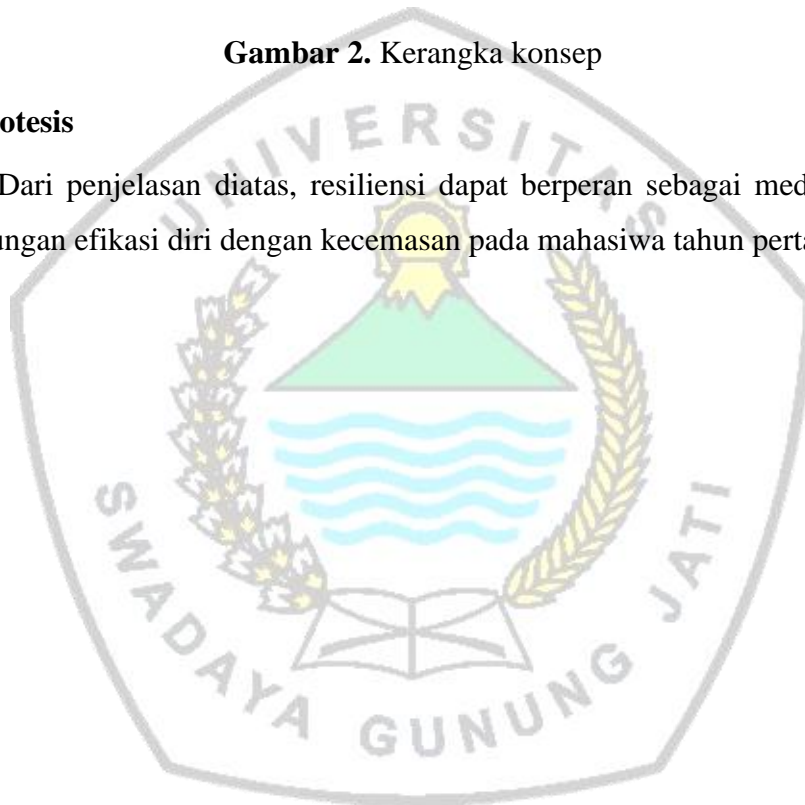 Gambar 2. Kerangka konsep
otesis
Dari penjelasan diatas, resiliensi dapat berperan sebagai med
ungan efikasi diri dengan kecemasan pada mahasiwa tahun perta
UNIVERSITAS
SWADAYA GUNUNG JATI